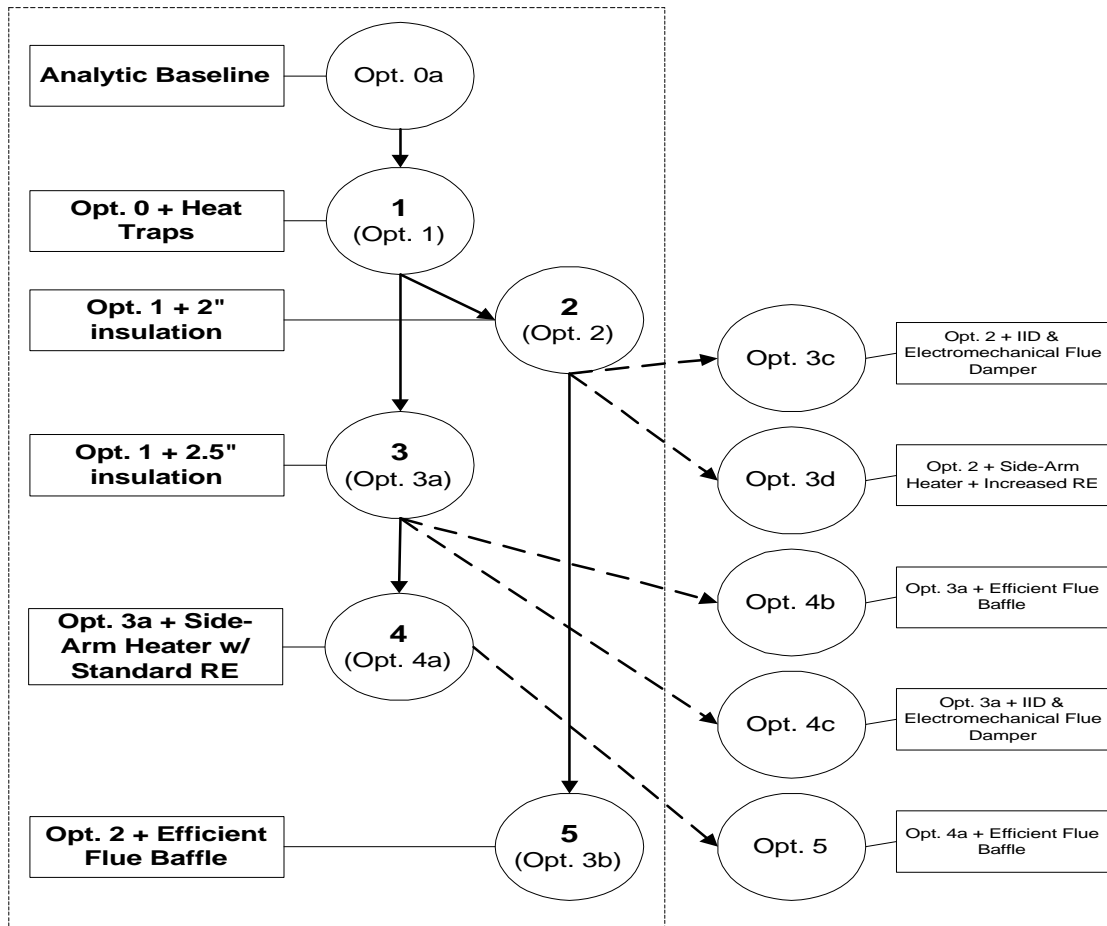 Analytic Baseline
Opt. 0a
Opt. 0 + Heat
Traps
1
(Opt. 1)
Opt. 1 + 2"
insulation
2
(Opt. 2)
Opt. 3c
Opt. 2 + IID &
Electromechanical Flue
Damper
Opt. 1 + 2.5"
insulation
3
(Opt. 3a)
Opt. 3d
Opt. 2 + Side-Arm
Heater + Increased RE
Opt. 4b
Opt. 3a + Efficient Flue
Baffle
Opt. 3a + Side-
Arm Heater w/
Standard RE
4
(Opt. 4a)
Opt. 4c
Opt. 3a + IID &
Electromechanical Flue
Damper
Opt. 2 + Efficient
Flue Baffle
5
(Opt. 3b)
Opt. 5
Opt. 4a + Efficient Flue
Baffle